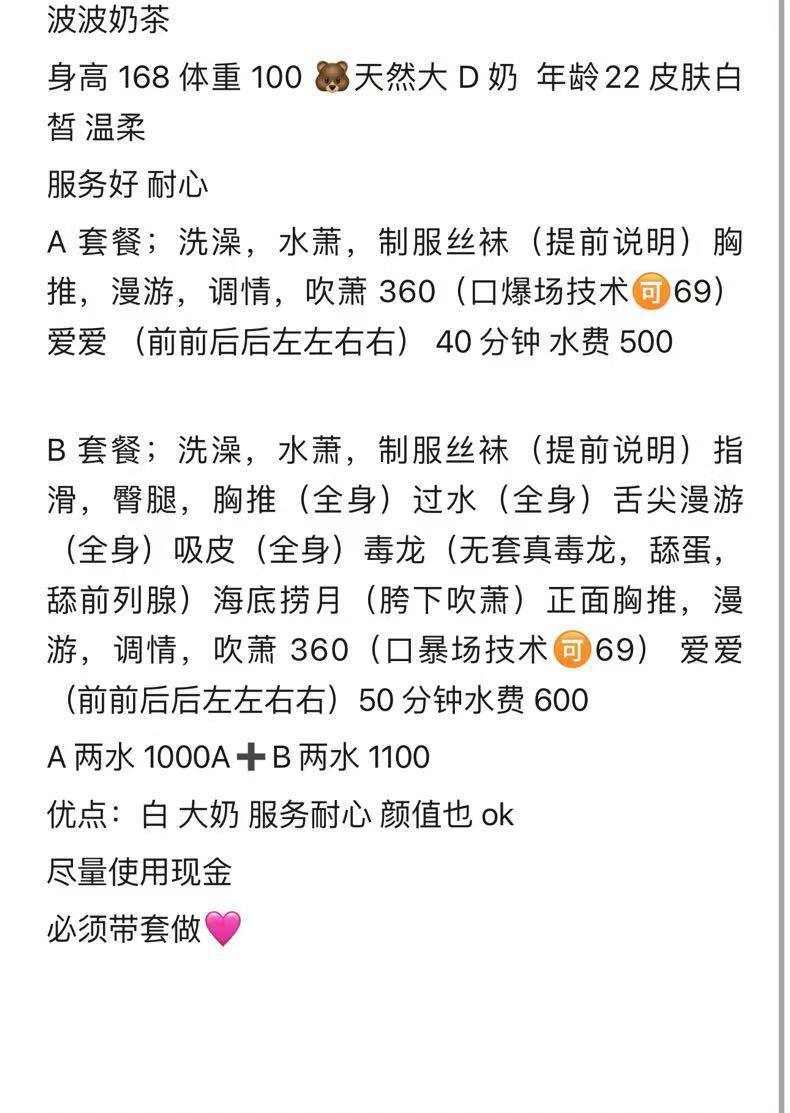 波波奶茶
身高 168 体重 100 🐻天然大 D 奶 年龄22 皮肤白
皙 温柔
服务好 耐心
A 套餐；洗澡，水萧，制服丝袜（提前说明）胸
推，漫游，调情，吹萧 360（口爆场技术🉑69）
爱爱 （前前后后左左右右） 40 分钟 水费 500
B 套餐；洗澡，水萧，制服丝袜（提前说明）指
滑，臀腿，胸推（全身）过水（全身）舌尖漫游
（全身）吸皮（全身）毒龙（无套真毒龙，舔蛋，
舔前列腺）海底捞月（胯下吹萧）正面胸推，漫
游，调情，吹萧 360（口暴场技术🉑69） 爱爱
（前前后后左左右右）50 分钟水费 600
A 两水 1000A➕B 两水 1100
优点：白 大奶 服务耐心 颜值也 ok
尽量使用现金
必须带套做🩷